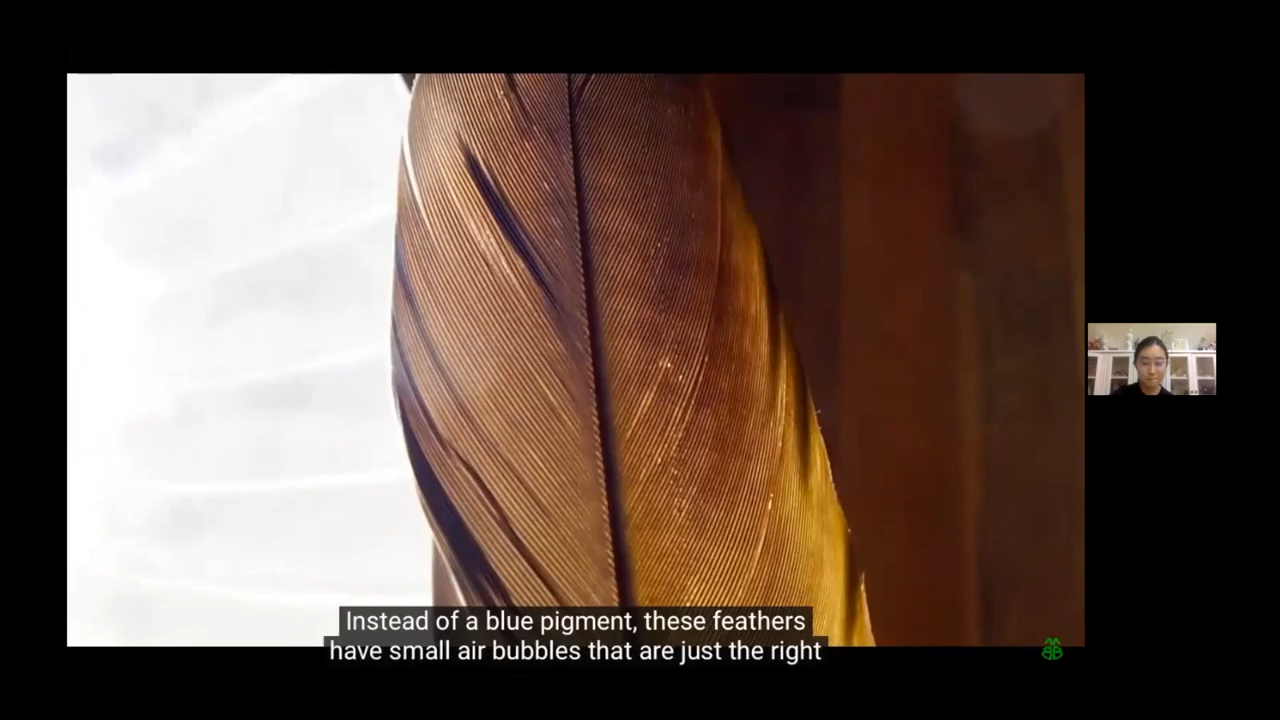 Instead of a blue pigment, these feathers
have small air bubbles that are just the right